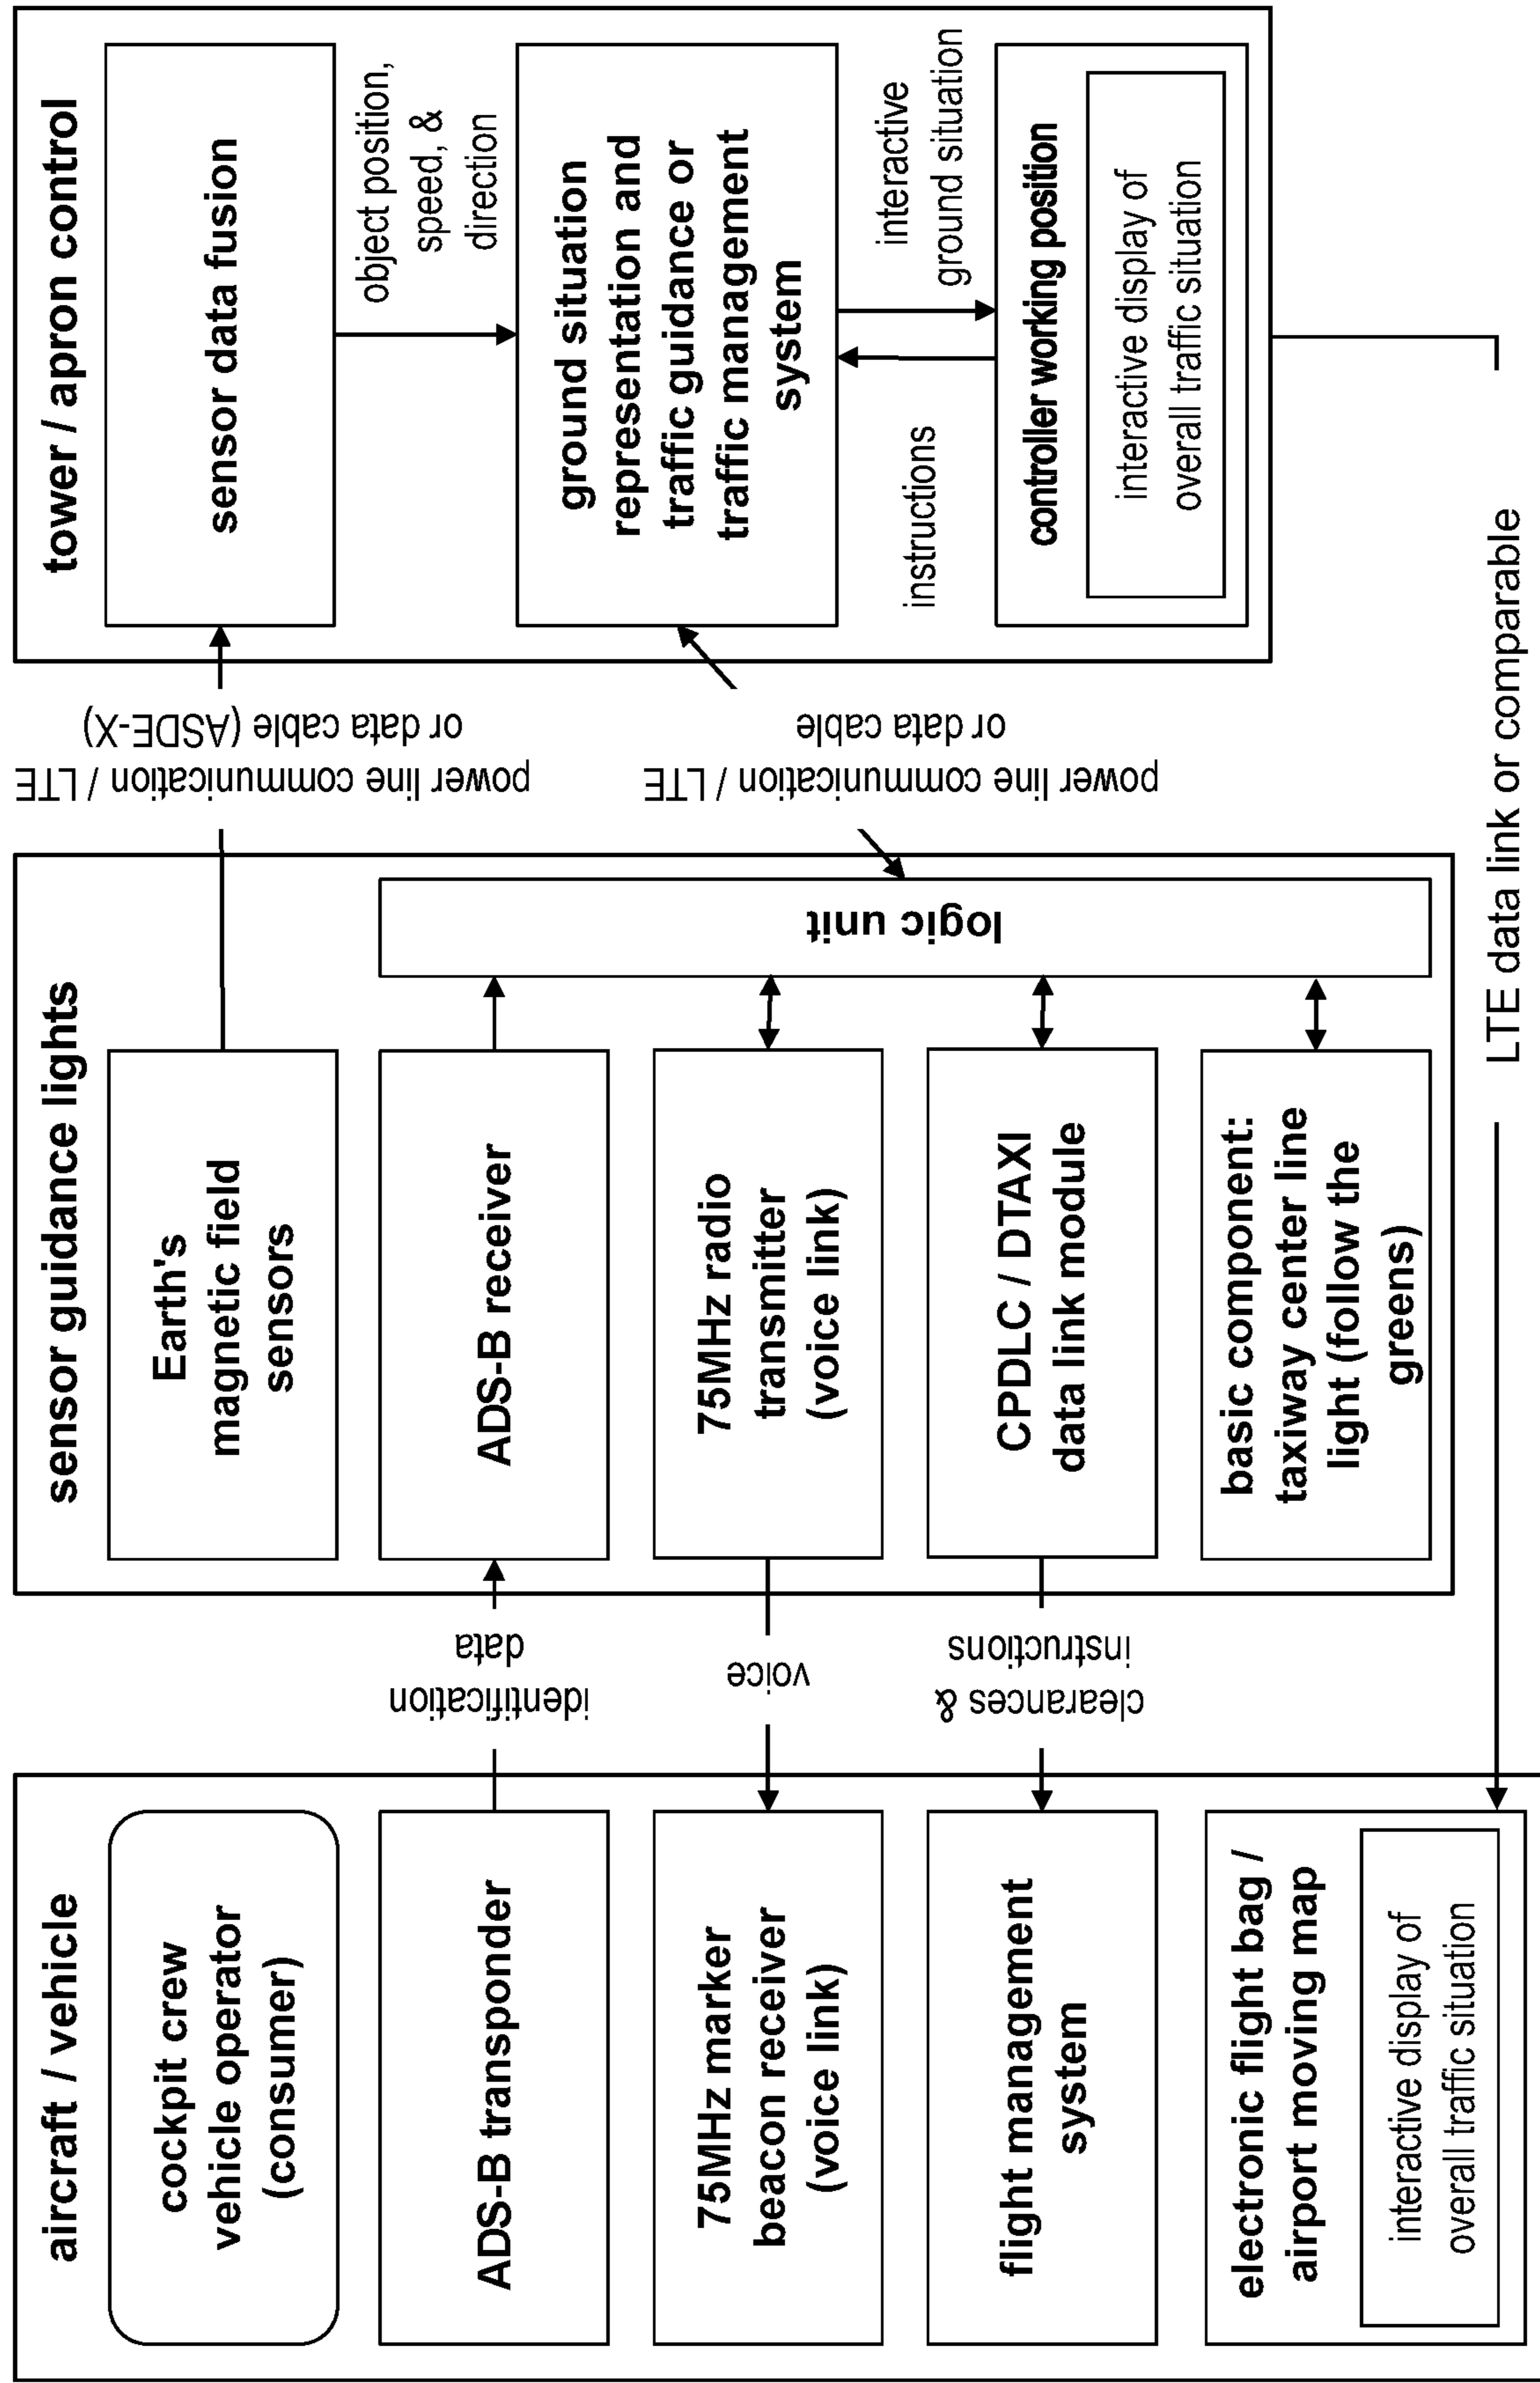 aircraft / vehicle
cockpit crew
vehicle operator
(consumer)
ADS-B transponder
75MHz marker
beacon receiver
(voice link)
flight management
system
electronic flight bag /
airport moving map
interactive display of
overall traffic situation
identification
data
voice
clearances &
instructions
sensor guidance lights
Earth's
magnetic field
sensors
ADS-B receiver
75MHz radio
transmitter
(voice link)
CPDLC / DTAXI
data link module
basic component:
taxiway center line
light (follow the
greens)
logic unit
power line communication / LTE
or data cable (ASDE-X)
power line communication / LTE
or data cable
tower / apron control
sensor data fusion
object position,
speed, &
direction
ground situation
representation and
traffic guidance or
traffic management
system
instructions
interactive
ground situation
controller working position
interactive display of
overall traffic situation
LTE data link or comparable